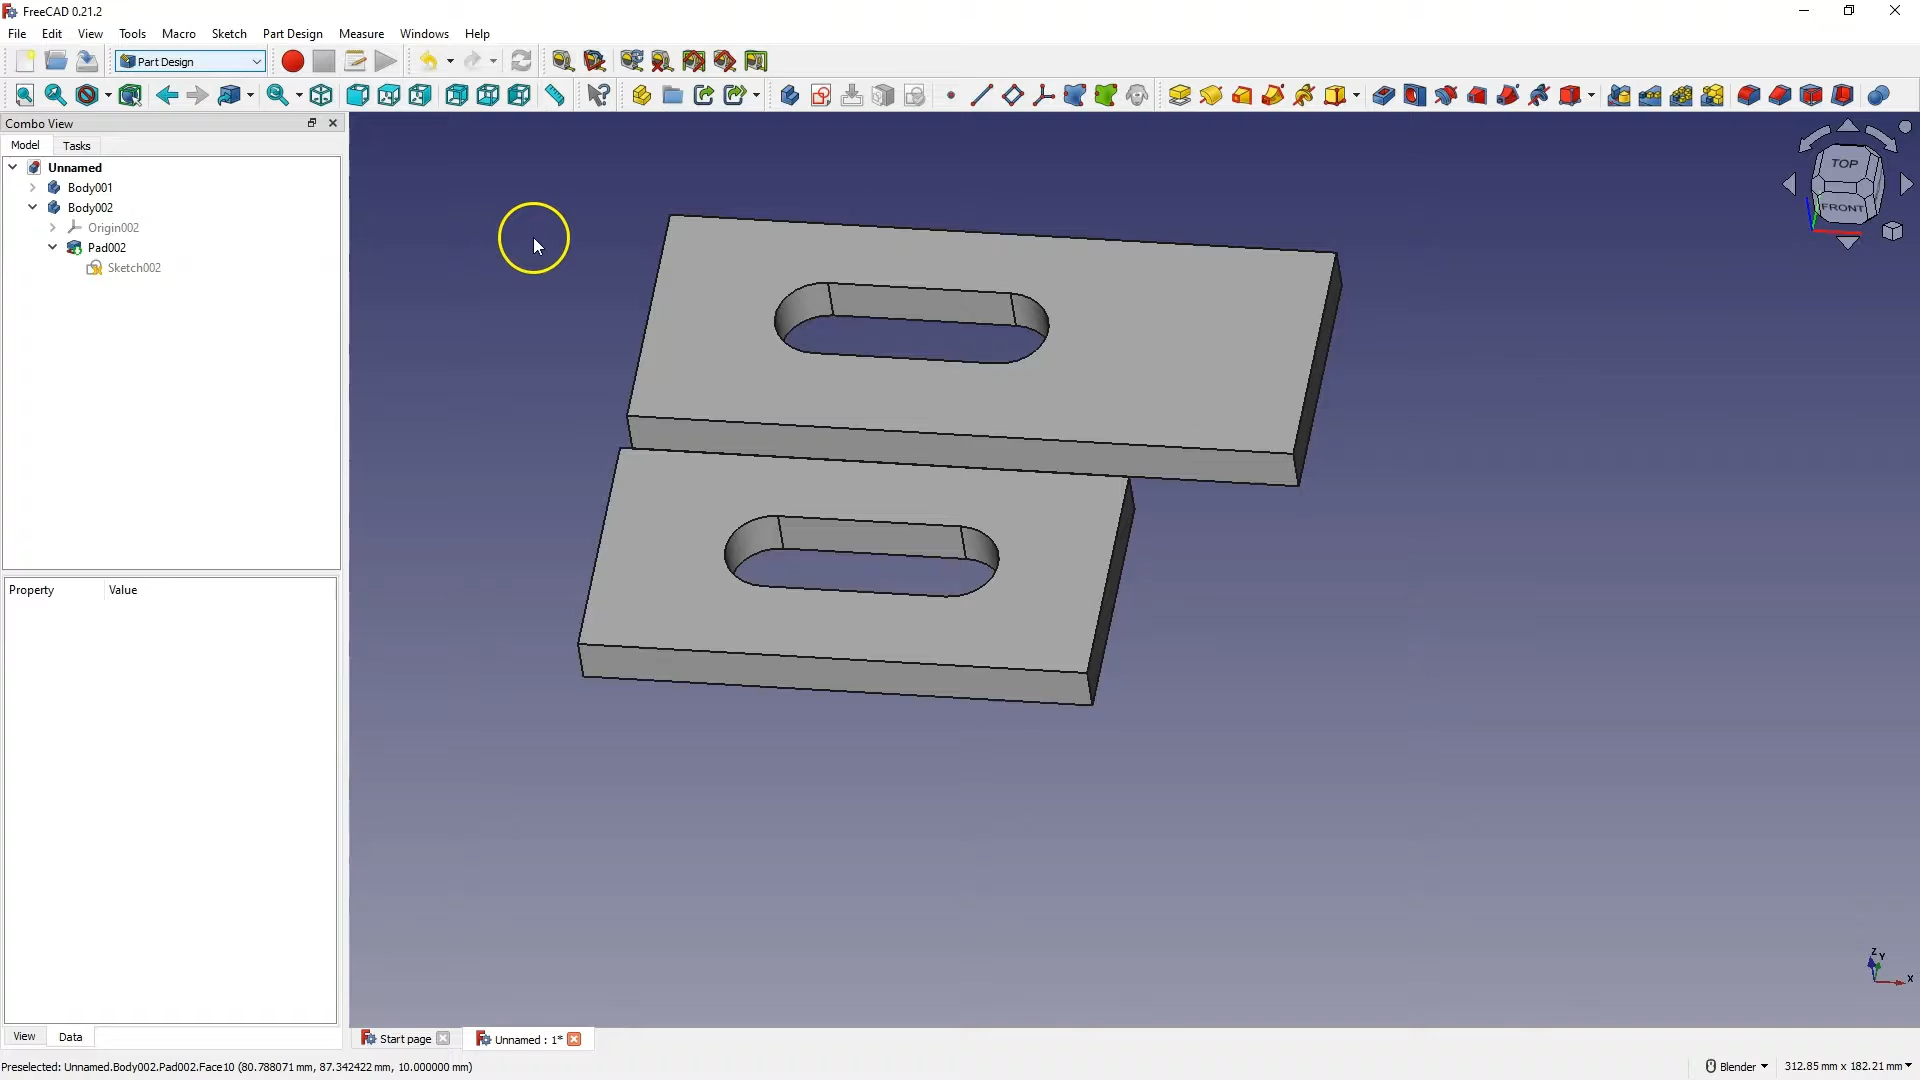 FreeCAD 0.21.2
File Edit View Tools Macro Sketch Part Design Measure Windows Help
Part Design
Combo View
Model Tasks
Unnamed
Body001
Body002
Origin002
Pad002
Sketch002
TOP
FRONT
Property Value
Z
Y
X
View Data
Start page Unnamed : 1*
Preselected: Unnamed.Body002.Pad002.Face10 (80.788071 mm, 87.342422 mm, 10.000000 mm)
Blender 312.85 mm x 182.21 mm